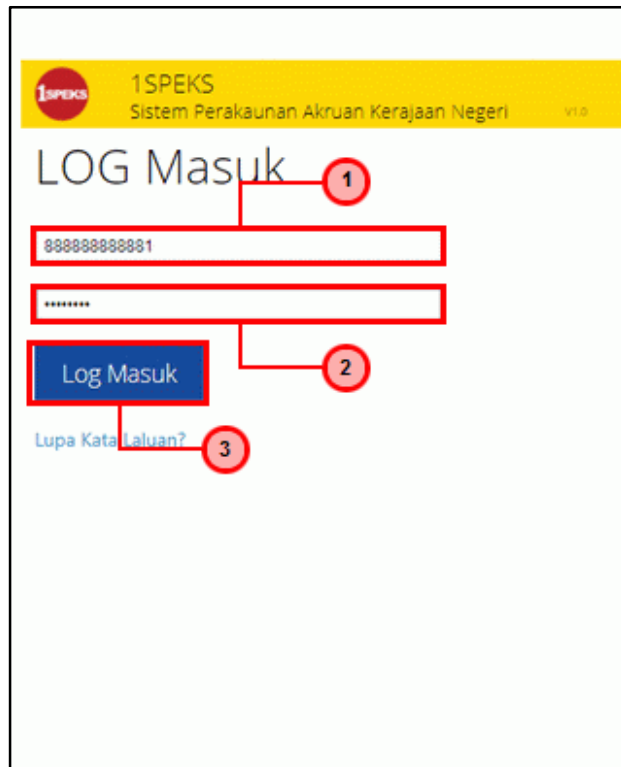 1SPEKS
1SPEKS
Sistem Perakaunan Akruan Kerajaan Negeri V1.0
LOG Masuk
1
888888888881
••••••••
2
Log Masuk
Lupa Kata Laluan?
3